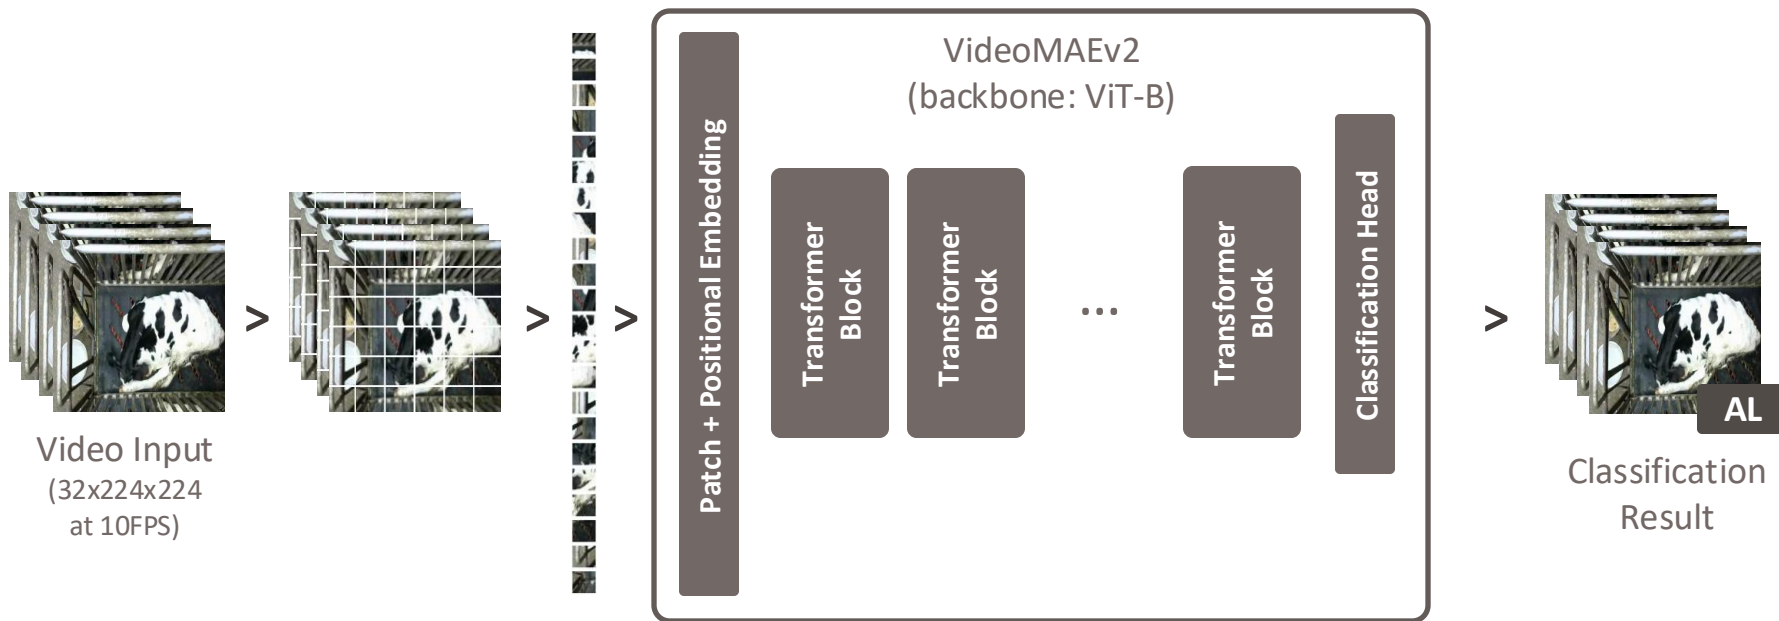 Video Input
(32x224x224
at 10FPS)
>
>
>
VideoMAEv2
(backbone: ViT-B)
Patch + Positional Embedding
Transformer
Block
Transformer
Block
...
Transformer
Block
Classification Head
>
AL
Classification
Result